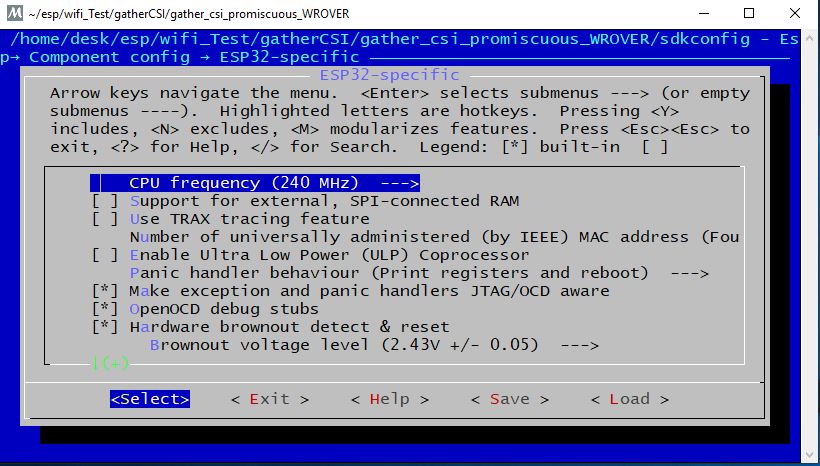 M ~/esp/wifi_Test/gatherCSI/gather_csi_promiscuous_WROVER
/home/desk/esp/wifi_Test/gatherCSI/gather_csi_promiscuous_WROVER/sdkconfig - Es
p→ Component config → ESP32-specific
ESP32-specific
Arrow keys navigate the menu.  <Enter> selects submenus ---> (or empty
submenus ----).  Highlighted letters are hotkeys.  Pressing <Y>
includes, <N> excludes, <M> modularizes features.  Press <Esc><Esc> to
exit, <?> for Help, </> for Search.  Legend: [*] built-in  [ ]
CPU frequency (240 MHz)  --->
[ ] Support for external, SPI-connected RAM
[ ] Use TRAX tracing feature
Number of universally administered (by IEEE) MAC address (Fou
[ ] Enable Ultra Low Power (ULP) Coprocessor
Panic handler behaviour (Print registers and reboot)  --->
[*] Make exception and panic handlers JTAG/OCD aware
[*] OpenOCD debug stubs
[*] Hardware brownout detect & reset
Brownout voltage level (2.43V +/- 0.05)  --->
↓(+)
<Select>    < Exit >    < Help >    < Save >    < Load >